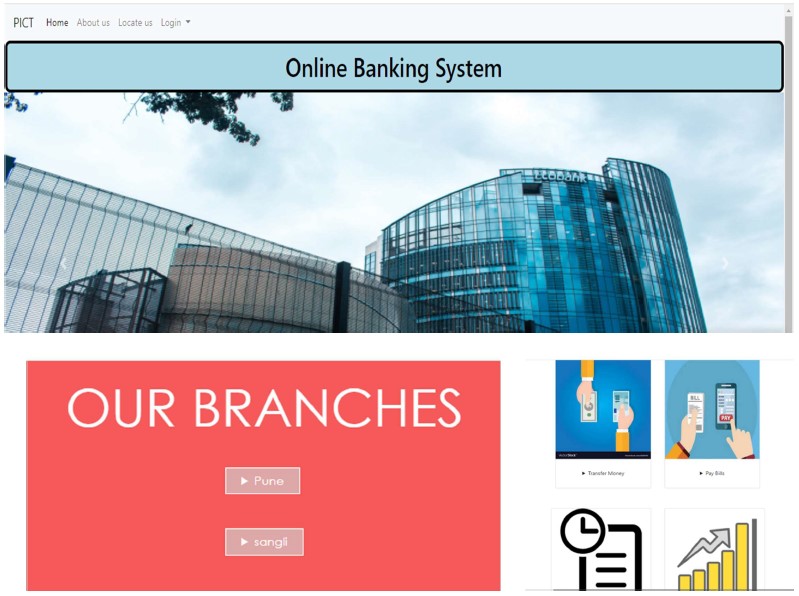 PICT Home About us Locate us Login
Online Banking System
Ecobank
OUR BRANCHES
► Pune
► sangli
BILL
PAY
► Transfer Money
► Pay Bills